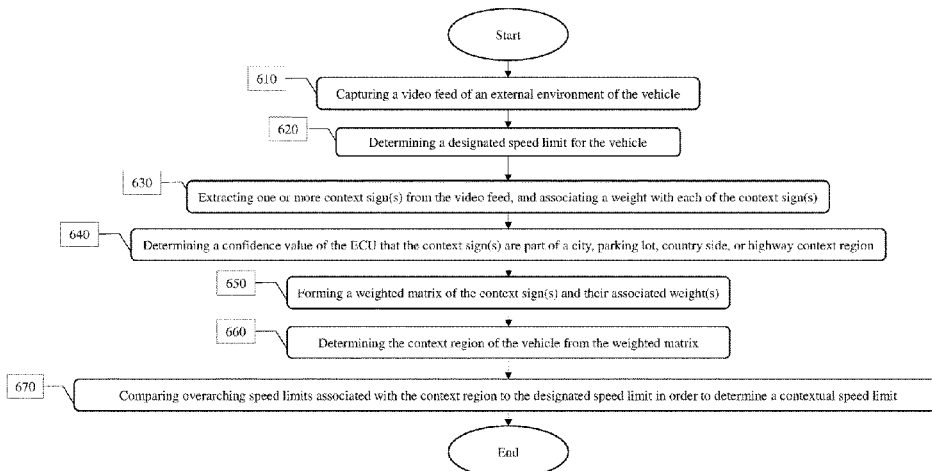 Start
610
Capturing a video feed of an external environment of the vehicle
620
Determining a designated speed limit for the vehicle
630
Extracting one or more context sign(s) from the video feed, and associating a weight with each of the context sign(s)
640
Determining a confidence value of the ECU that the context sign(s) are part of a city, parking lot, country side, or highway context region
650
Forming a weighted matrix of the context sign(s) and their associated weight(s)
660
Determining the context region of the vehicle from the weighted matrix
670
Comparing overarching speed limits associated with the context region to the designated speed limit in order to determine a contextual speed limit
End